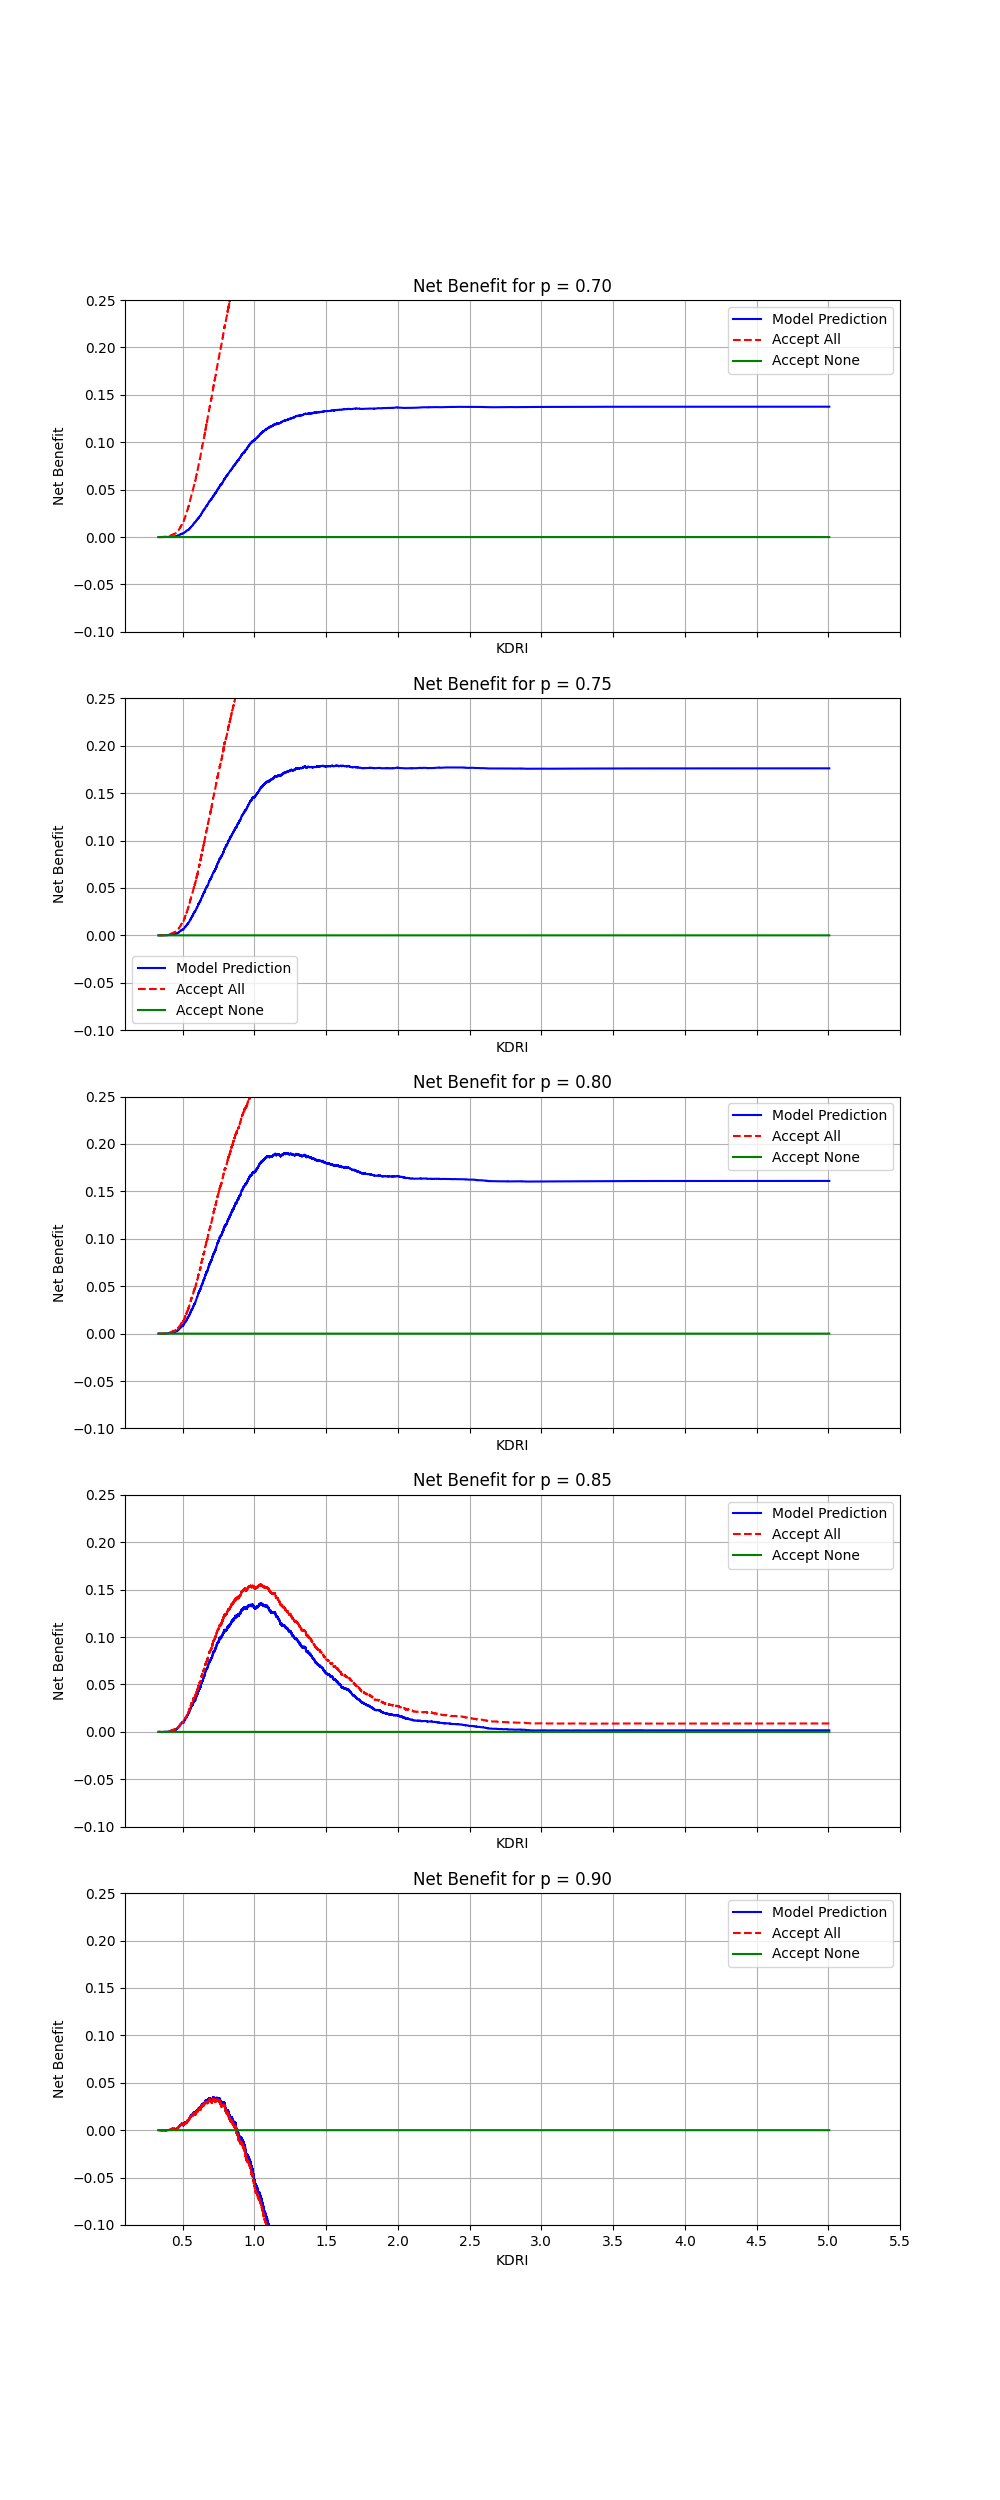 Net Benefit for p = 0.70
0.25
0.20
0.15
0.10
0.05
0.00
−0.05
−0.10
Net Benefit
Model Prediction
Accept All
Accept None
KDRI
Net Benefit for p = 0.75
0.25
0.20
0.15
0.10
0.05
0.00
−0.05
−0.10
Net Benefit
Model Prediction
Accept All
Accept None
KDRI
Net Benefit for p = 0.80
0.25
0.20
0.15
0.10
0.05
0.00
−0.05
−0.10
Net Benefit
Model Prediction
Accept All
Accept None
KDRI
Net Benefit for p = 0.85
0.25
0.20
0.15
0.10
0.05
0.00
−0.05
−0.10
Net Benefit
Model Prediction
Accept All
Accept None
KDRI
Net Benefit for p = 0.90
0.25
0.20
0.15
0.10
0.05
0.00
−0.05
−0.10
Net Benefit
Model Prediction
Accept All
Accept None
0.5 1.0 1.5 2.0 2.5 3.0 3.5 4.0 4.5 5.0 5.5
KDRI